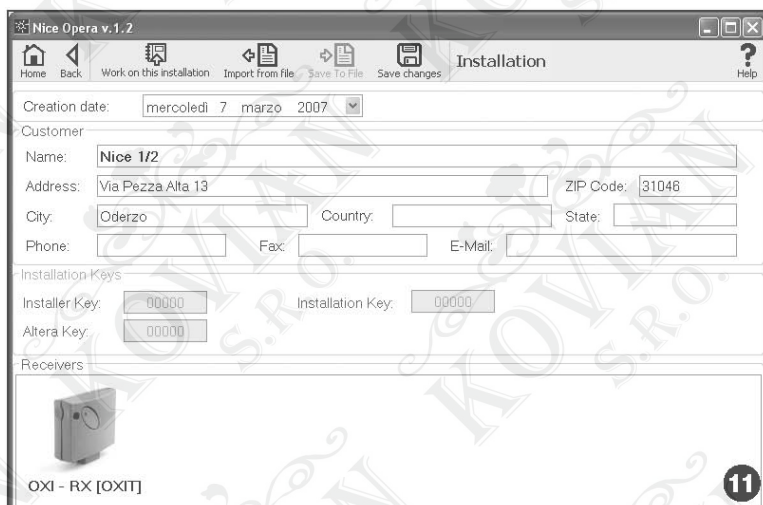 Nice Opera v.1.2
Home Back Work on this installation Import from file Save To File Save changes Installation Help
Creation date: mercoledì 7 marzo 2007
Customer
Name: Nice 1/2
Address: Via Pezza Alta 13 ZIP Code: 31046
City: Oderzo Country: State:
Phone: Fax: E-Mail:
Installation Keys
Installer Key: 00000 Installation Key: 00000
Altera Key: 00000
Receivers
OXI - RX [OXIT]
11
KOVIAN
S.R.O.
KOVIAN
S.R.O.